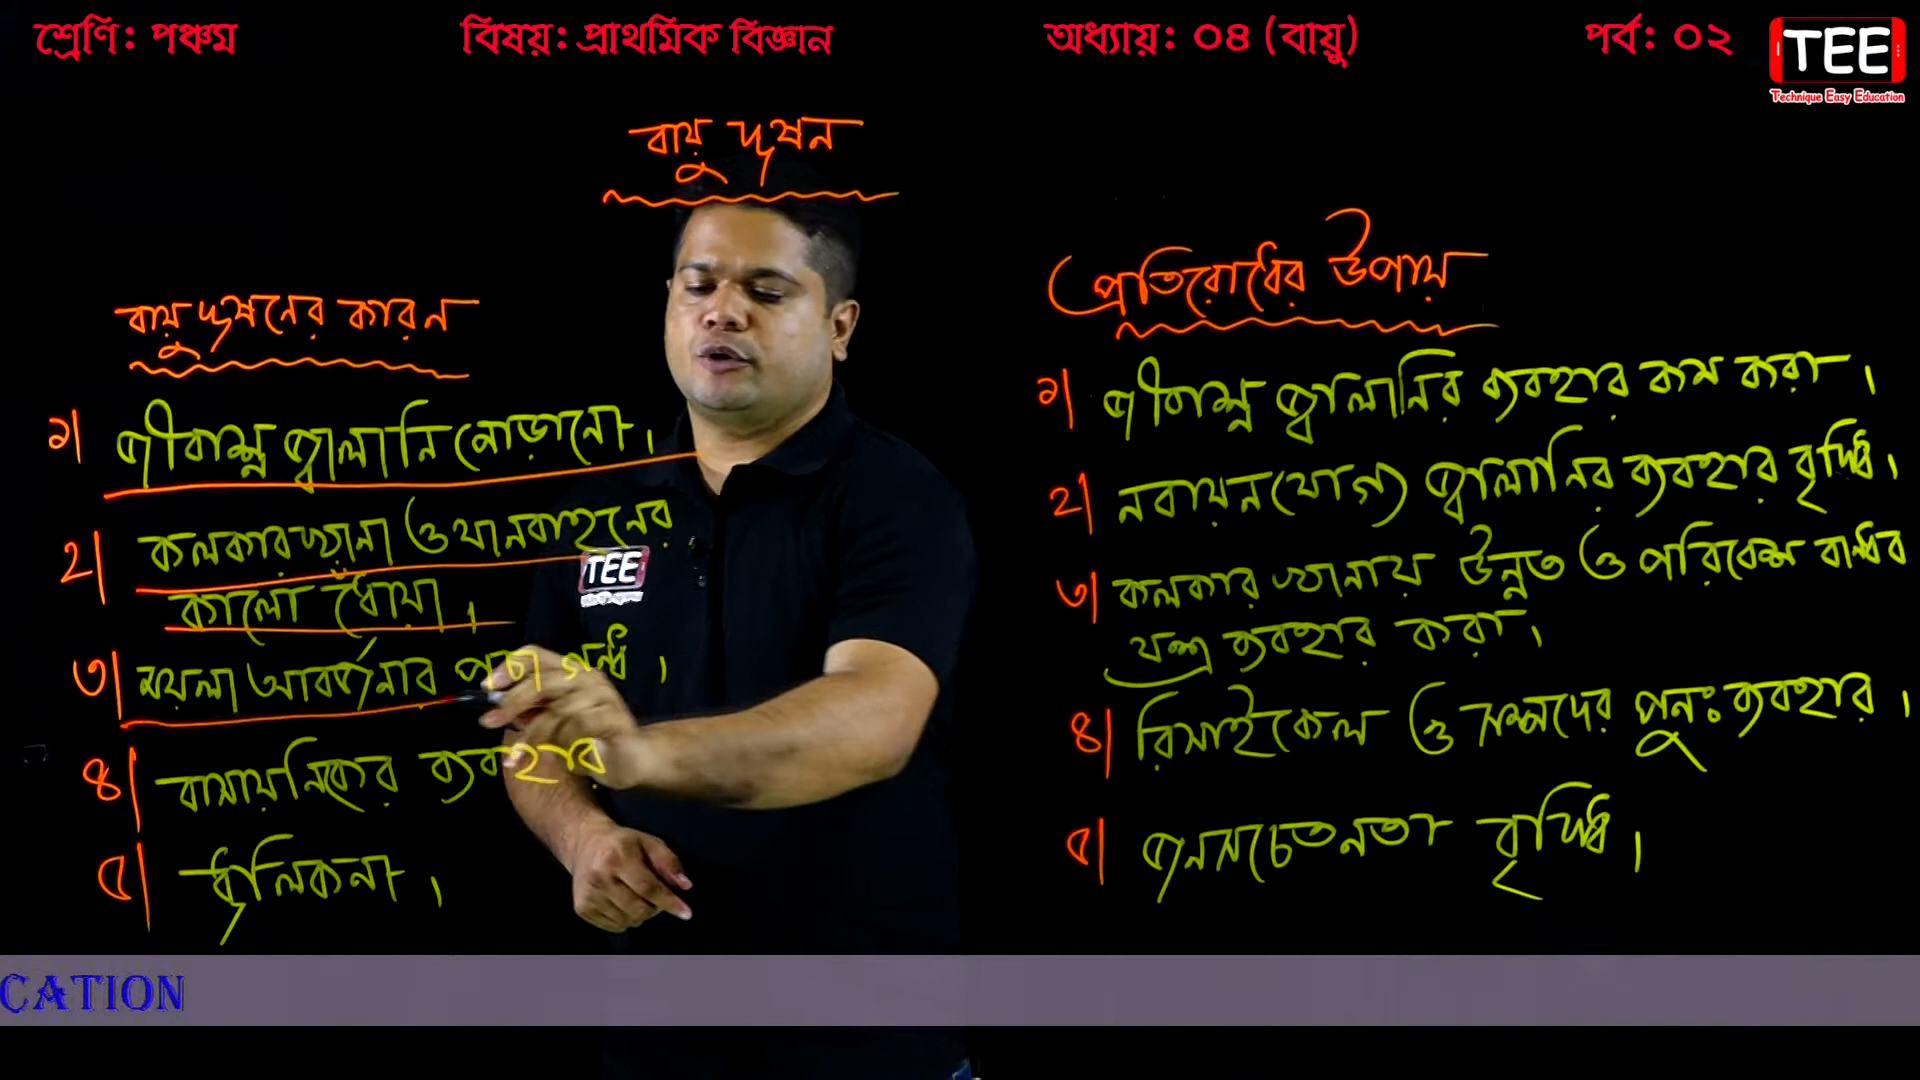 শ্রেণি: পঞ্চম
বিষয়: প্রাথমিক বিজ্ঞান
অধ্যায়: ০৪ (বায়ু)
পর্ব: ০২
TEE
Technique Easy Education
বায়ু দূষন
বায়ু দূষনের কারন
১| জীবাশ্ম জ্বালানি পোড়ানো।
২| কলকারখানা ও যানবাহনের
কালো ধোঁয়া।
৩| ময়লা আবর্জনার পচা গন্ধ।
৪| রাসায়নিকের ব্যবহার
৫| ধূলিকনা।
প্রতিরোধের উপায়
১| জীবাশ্ম জ্বালানির ব্যবহার কম করা।
২| নবায়নযোগ্য জ্বালানির ব্যবহার বৃদ্ধি।
৩| কলকারখানায় উন্নত ও পরিবেশ বান্ধব
যন্ত্র ব্যবহার করা।
৪| রিসাইকেল ও সম্পদের পুনঃব্যবহার।
৫| জনসচেতনতা বৃদ্ধি।
TEE
CATION